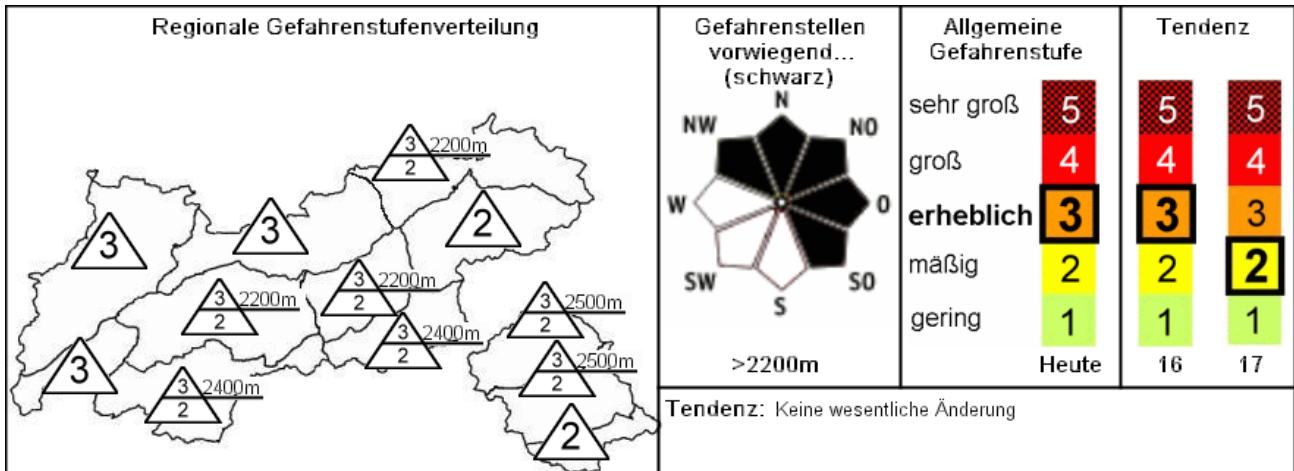 Regionale Gefahrenstufenverteilung
3
2200m
2
3
3
2
3
2200m
2
3
2200m
2
3
2500m
2
3
2400m
2
3
3
2500m
2
3
2400m
2
2
Gefahrenstellen
vorwiegend...
(schwarz)
N
NW
NO
W
O
SW
SO
S
>2200m
Allgemeine
Gefahrenstufe
Tendenz
sehr groß 5 5 5
groß 4 4 4
erheblich 3 3 3
mäßig 2 2 2
gering 1 1 1
Heute 16 17
Tendenz: Keine wesentliche Änderung